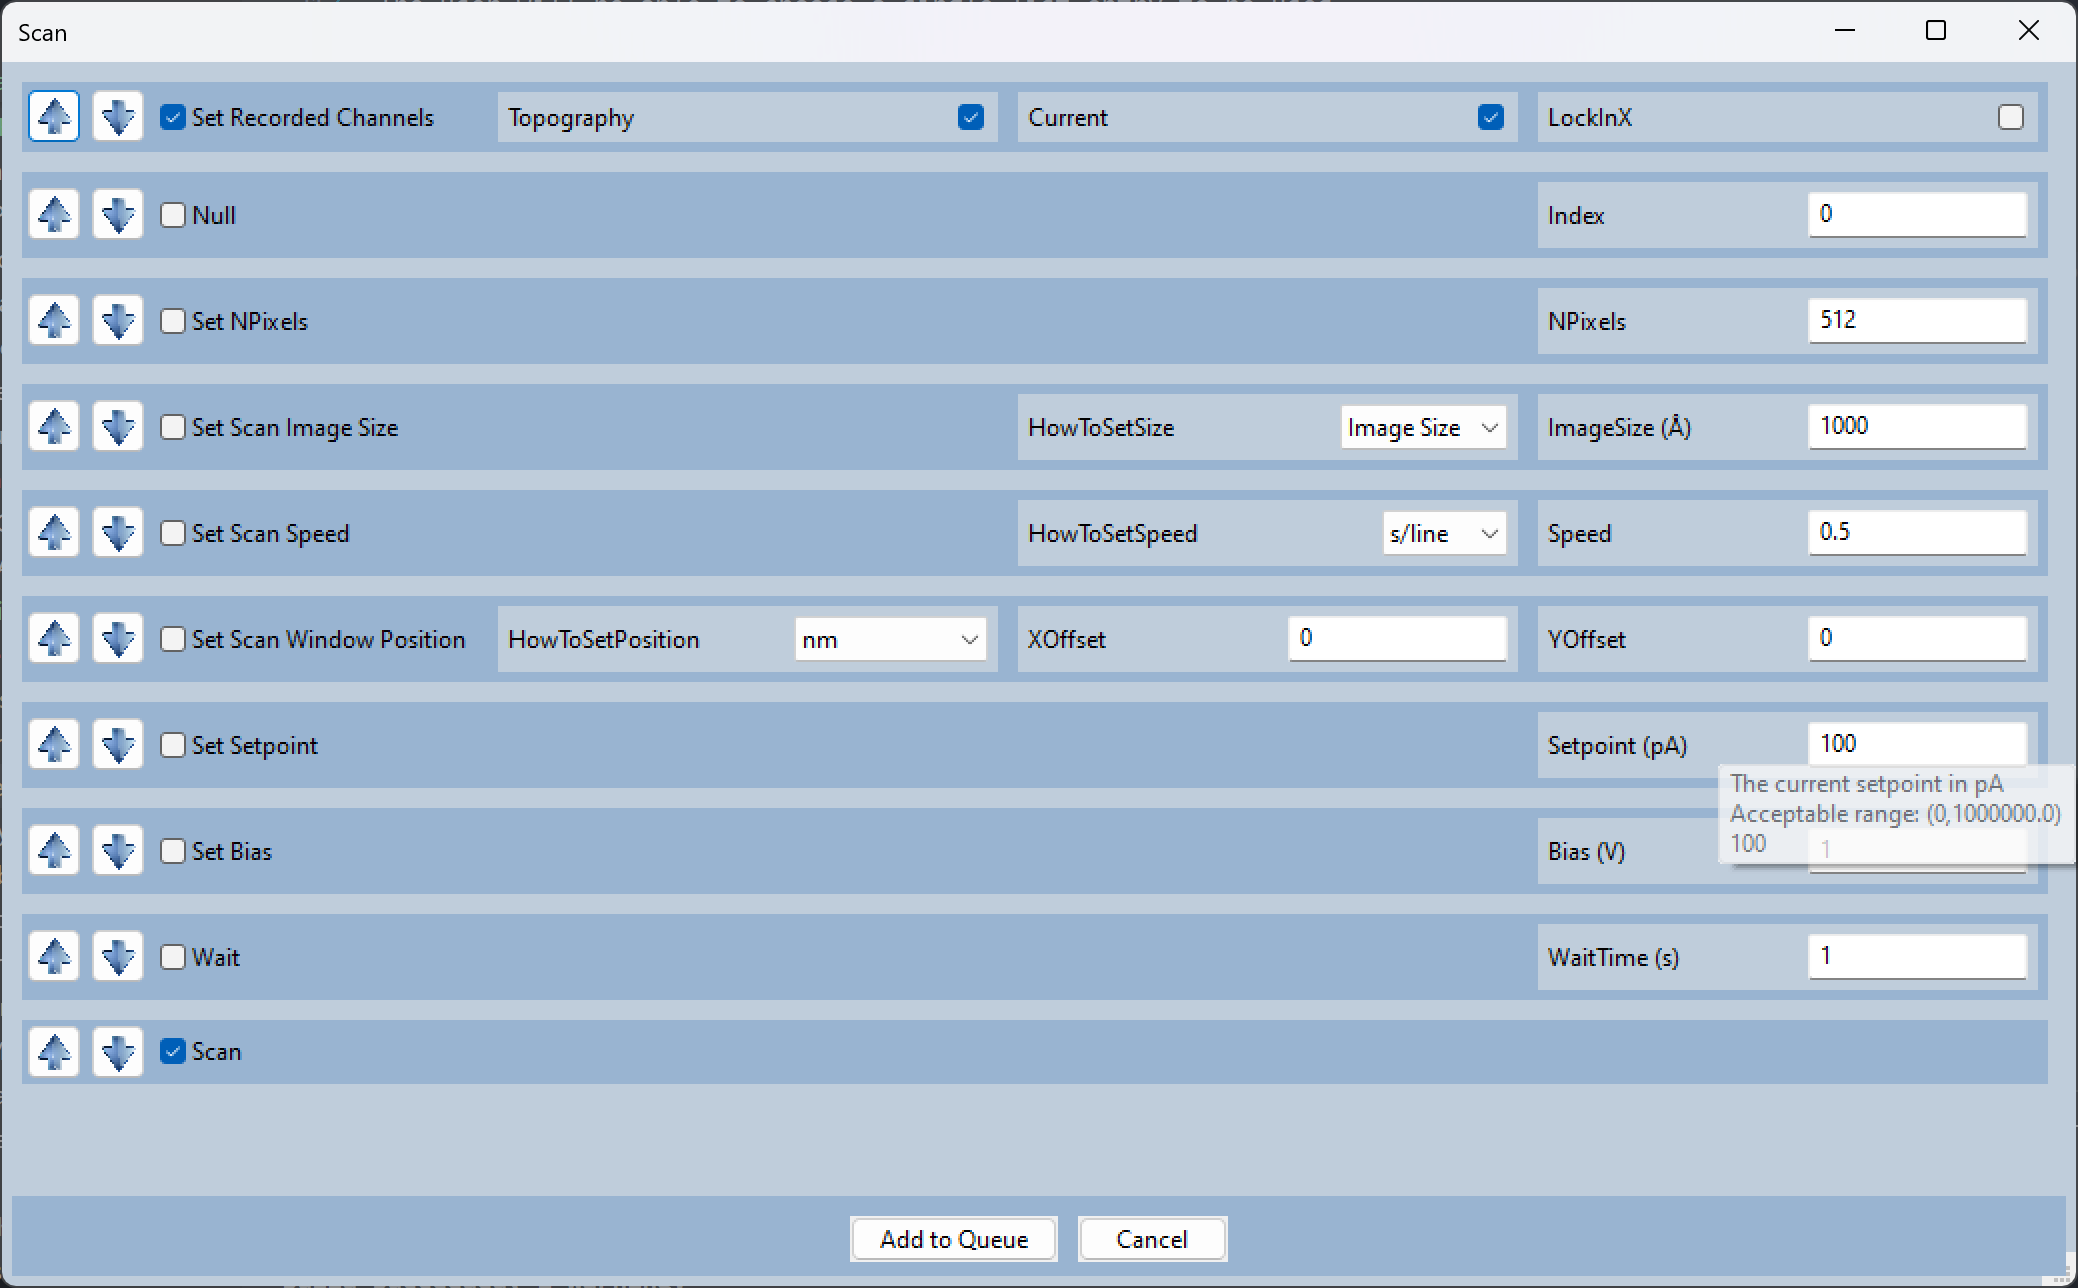 Scan
Set Recorded Channels Topography Current LockInX
Null Index 0
Set NPixels NPixels 512
Set Scan Image Size HowToSetSize Image Size ImageSize (Å) 1000
Set Scan Speed HowToSetSpeed s/line Speed 0.5
Set Scan Window Position HowToSetPosition nm XOffset 0 YOffset 0
Set Setpoint Setpoint (pA) 100
The current setpoint in pA
Acceptable range: (0,1000000.0)
100
Set Bias Bias (V) 1
Wait WaitTime (s) 1
Scan
Add to Queue Cancel